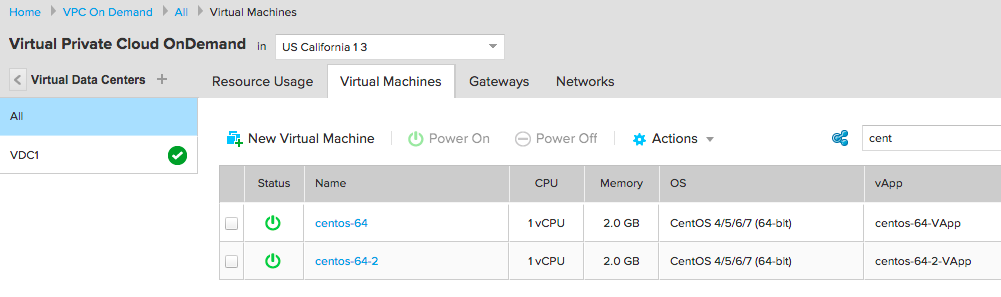 Home VPC On Demand All Virtual Machines
Virtual Private Cloud OnDemand in US California 1 3
Virtual Data Centers Resource Usage Virtual Machines Gateways Networks
All
New Virtual Machine Power On Power Off Actions cent
VDC1
Status Name CPU Memory OS vApp
centos-64 1 vCPU 2.0 GB CentOS 4/5/6/7 (64-bit) centos-64-VApp
centos-64-2 1 vCPU 2.0 GB CentOS 4/5/6/7 (64-bit) centos-64-2-VApp